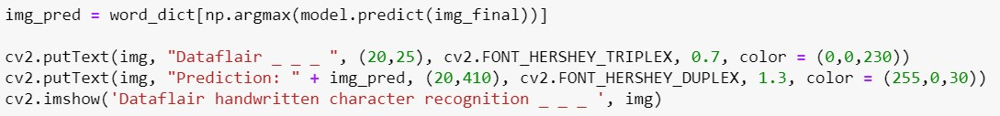 img_pred = word_dict[np.argmax(model.predict(img_final))]
cv2.putText(img, "Dataflair _ _ _ ", (20,25), cv2.FONT_HERSHEY_TRIPLEX, 0.7, color = (0,0,230))
cv2.putText(img, "Prediction: " + img_pred, (20,410), cv2.FONT_HERSHEY_DUPLEX, 1.3, color = (255,0,30))
cv2.imshow('Dataflair handwritten character recognition _ _ _ ', img)